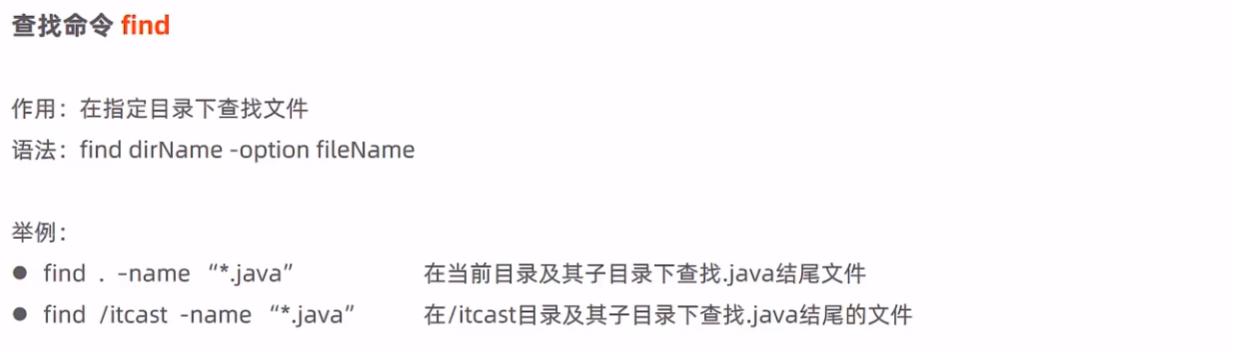 查找命令 find
作用：在指定目录下查找文件
语法：find dirName -option fileName
举例：
● find . –name “*.java” 在当前目录及其子目录下查找.java结尾文件
● find /itcast -name “*.java” 在/itcast目录及其子目录下查找.java结尾的文件